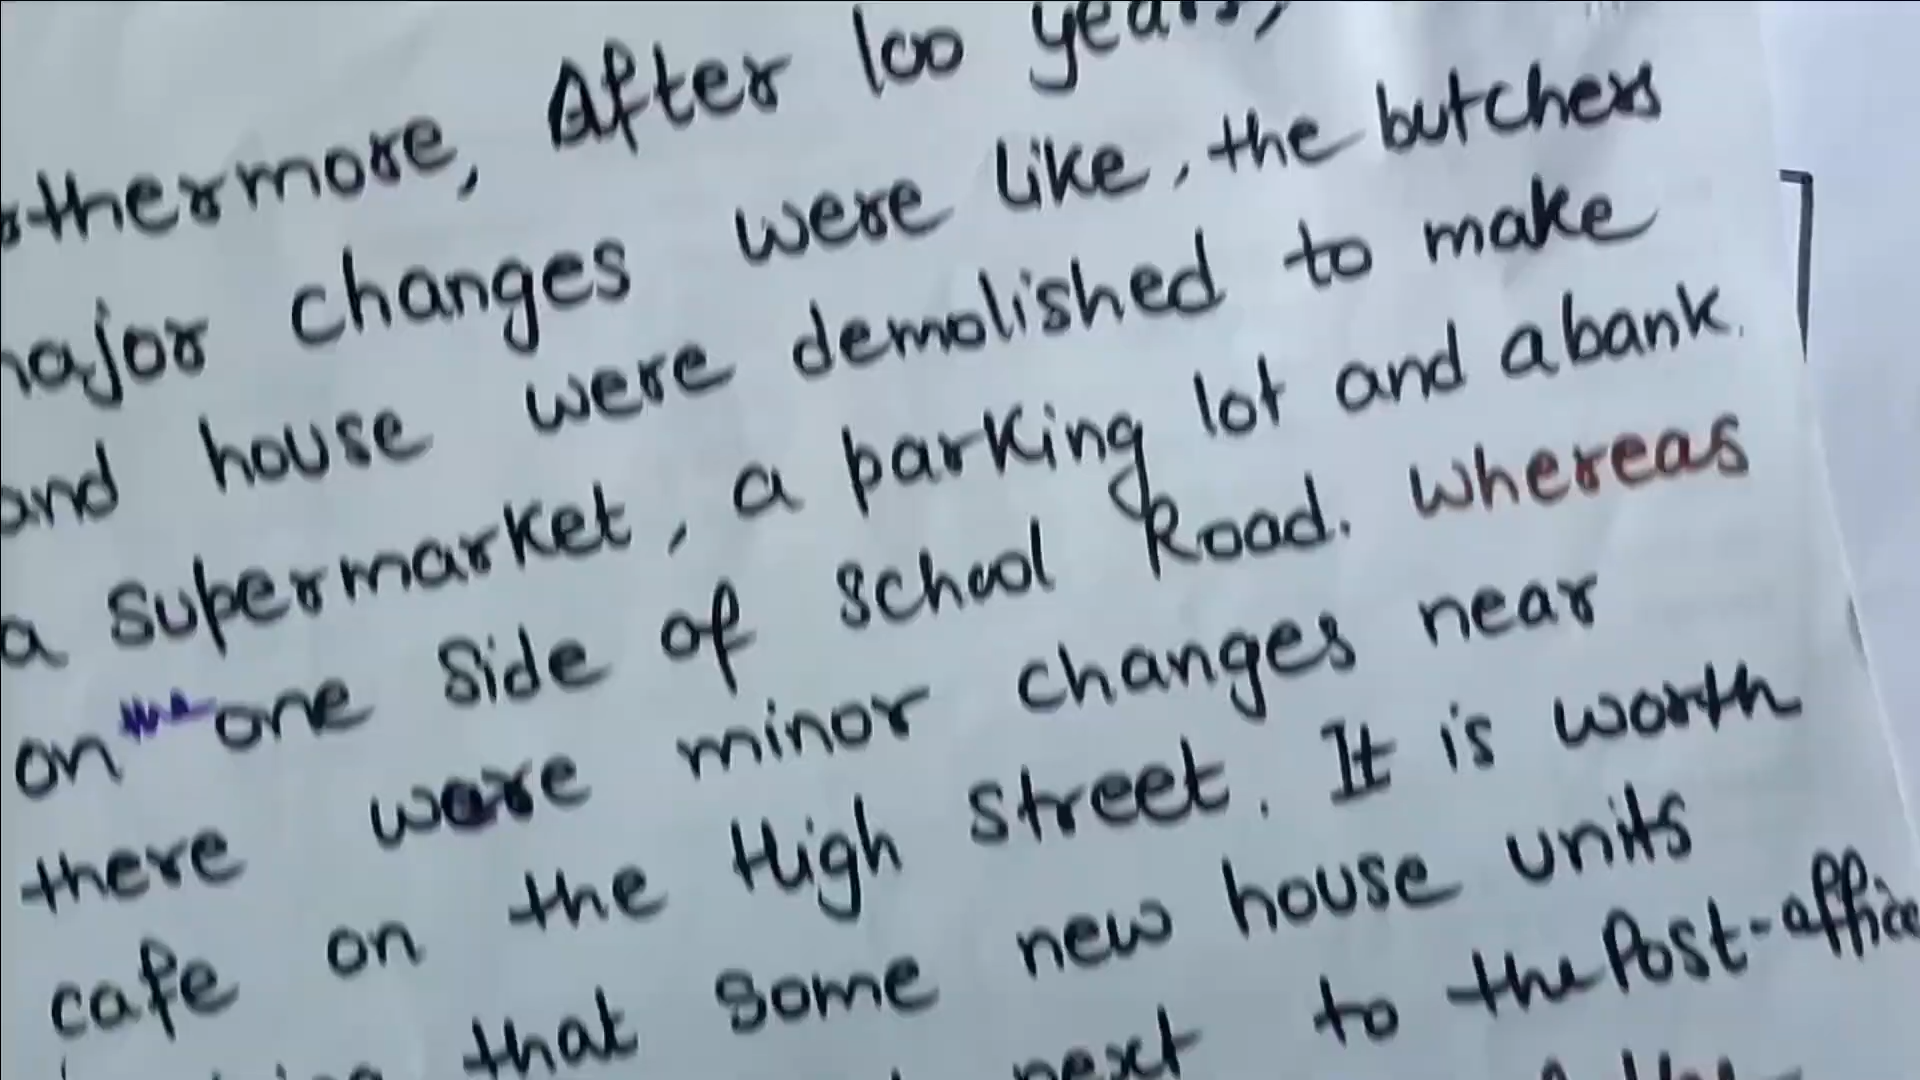 thermore, After 100 years,
major changes were like, the butchers
and house were demolished to make
a supermarket, a parking lot and a bank.
on one side of School Road. Whereas
there were minor changes near
cafe on the High Street. It is worth
that some new house units
next to the Post-office